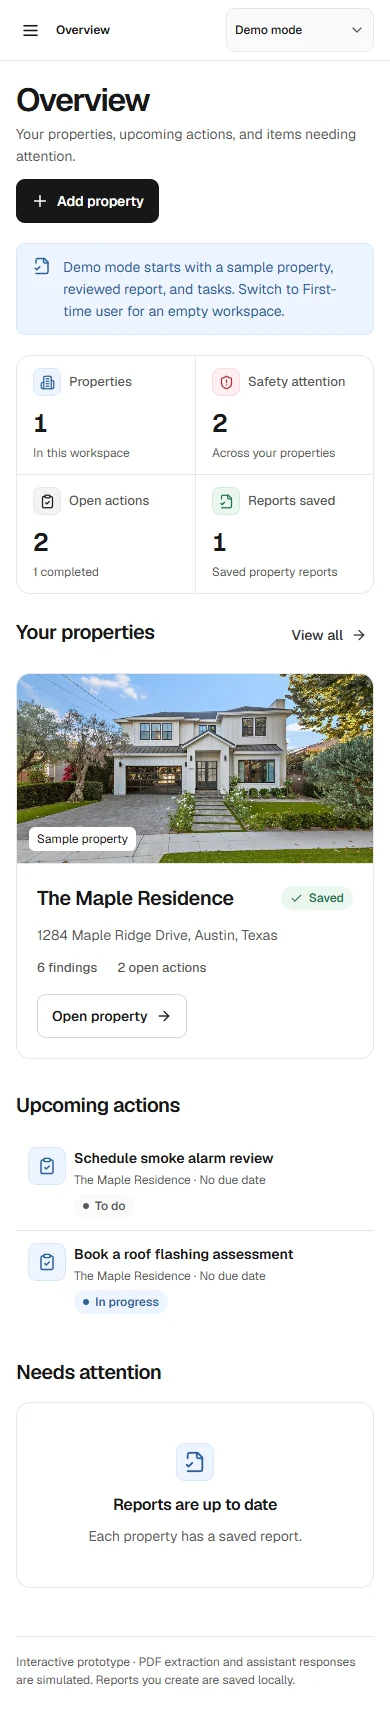 Overview
Demo mode
Overview
Your properties, upcoming actions, and items needing
attention.
Add property
Demo mode starts with a sample property,
reviewed report, and tasks. Switch to First-
time user for an empty workspace.
Properties
1
In this workspace
Safety attention
2
Across your properties
Open actions
2
1 completed
Reports saved
1
Saved property reports
Your properties
View all
Sample property
The Maple Residence
Saved
1284 Maple Ridge Drive, Austin, Texas
6 findings 2 open actions
Open property
Upcoming actions
Schedule smoke alarm review
The Maple Residence · No due date
To do
Book a roof flashing assessment
The Maple Residence · No due date
In progress
Needs attention
Reports are up to date
Each property has a saved report.
Interactive prototype · PDF extraction and assistant responses
are simulated. Reports you create are saved locally.